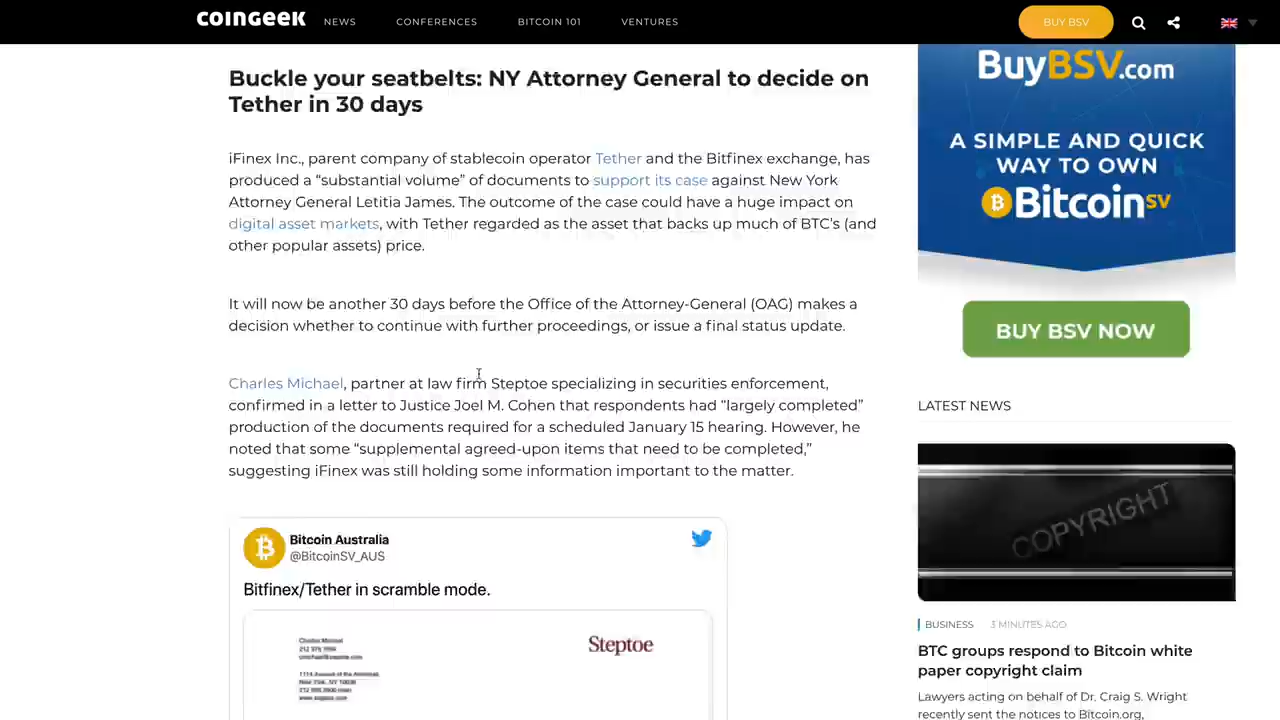 COINGEEK NEWS CONFERENCES BITCOIN 101 VENTURES BUY BSV
Buckle your seatbelts: NY Attorney General to decide on
Tether in 30 days
iFinex Inc., parent company of stablecoin operator Tether and the Bitfinex exchange, has
produced a “substantial volume” of documents to support its case against New York
Attorney General Letitia James. The outcome of the case could have a huge impact on
digital asset markets, with Tether regarded as the asset that backs up much of BTC’s (and
other popular assets) price.
It will now be another 30 days before the Office of the Attorney-General (OAG) makes a
decision whether to continue with further proceedings, or issue a final status update.
Charles Michael, partner at law firm Steptoe specializing in securities enforcement,
confirmed in a letter to Justice Joel M. Cohen that respondents had “largely completed”
production of the documents required for a scheduled January 15 hearing. However, he
noted that some “supplemental agreed-upon items that need to be completed,”
suggesting iFinex was still holding some information important to the matter.
Bitcoin Australia
@BitcoinSV_AUS
Bitfinex/Tether in scramble mode.
Charles Michael
Steptoe
BuyBSV.com
A SIMPLE AND QUICK
WAY TO OWN
Bitcoin SV
BUY BSV NOW
LATEST NEWS
COPYRIGHT
BUSINESS 3 MINUTES AGO
BTC groups respond to Bitcoin white
paper copyright claim
Lawyers acting on behalf of Dr. Craig S. Wright
recently sent the notices to Bitcoin.org,